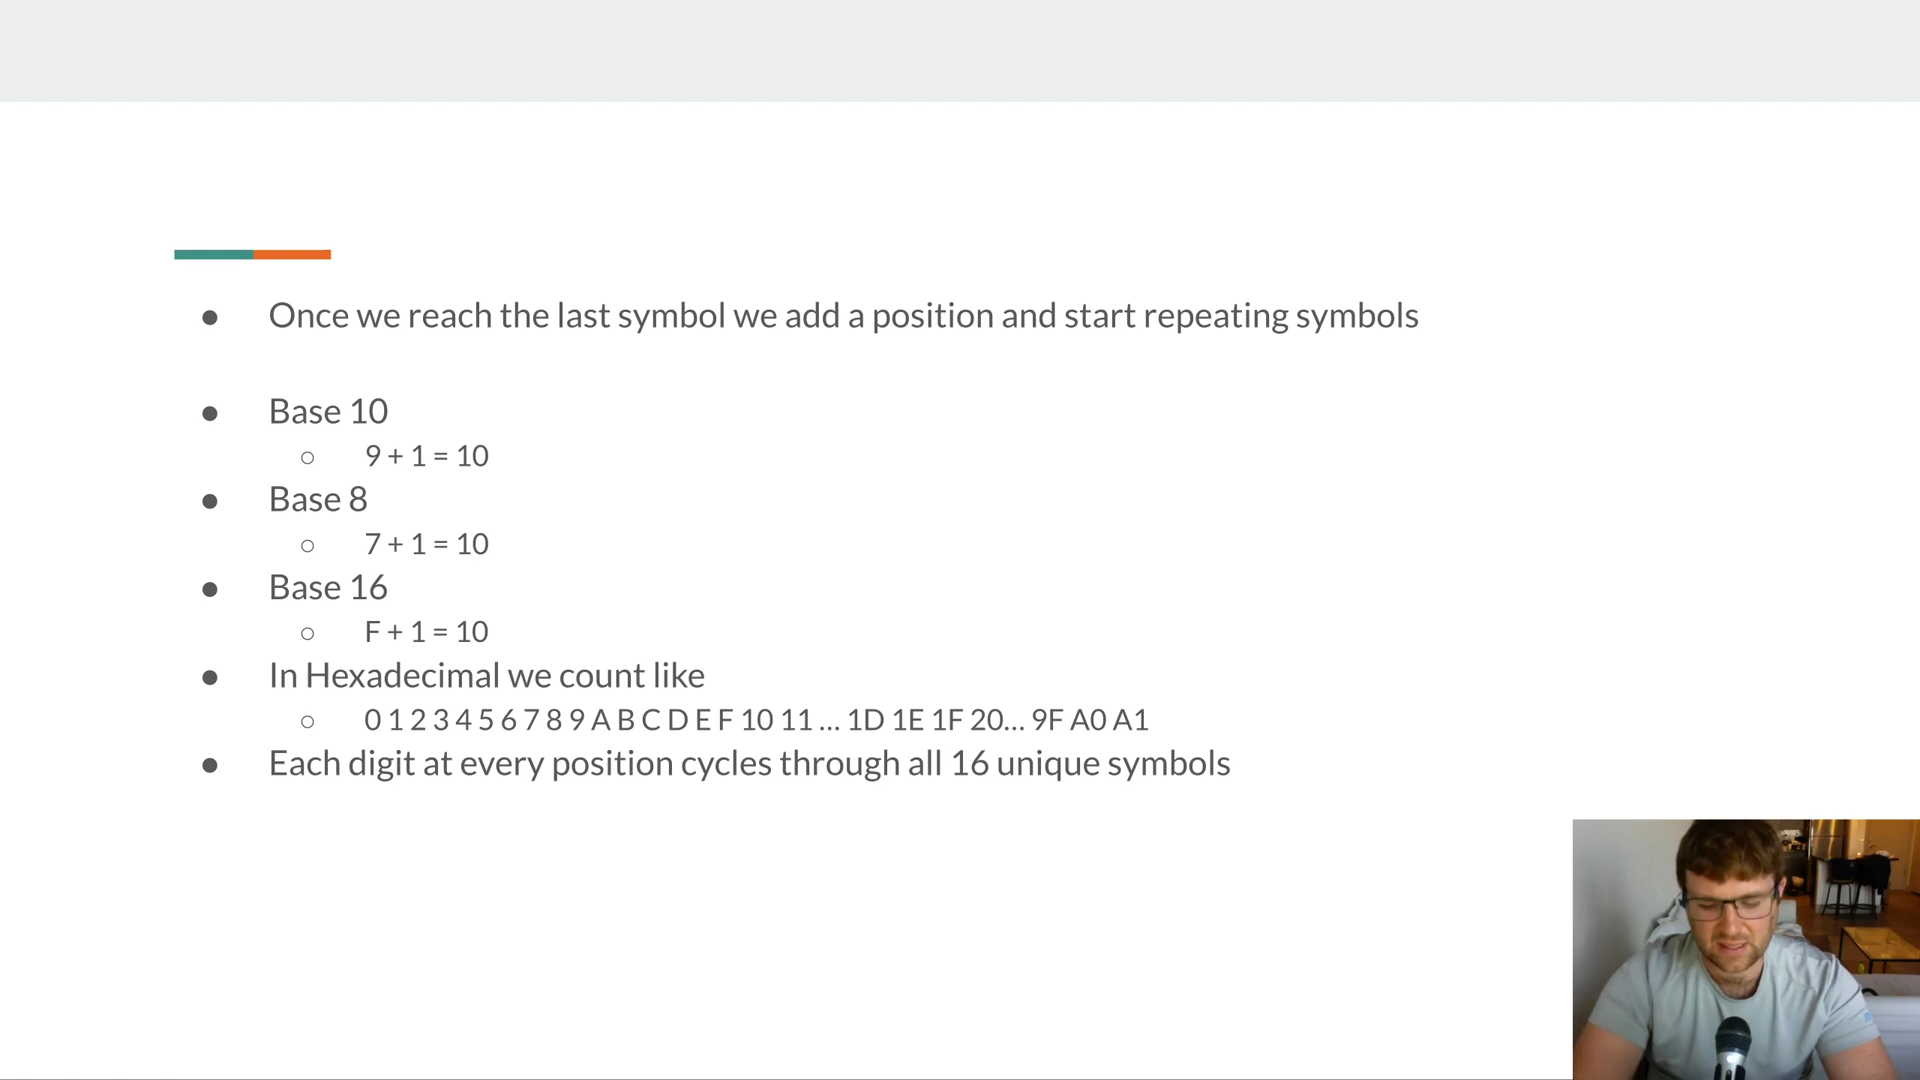 ● Once we reach the last symbol we add a position and start repeating symbols
● Base 10
○ 9 + 1 = 10
● Base 8
○ 7 + 1 = 10
● Base 16
○ F + 1 = 10
● In Hexadecimal we count like
○ 0 1 2 3 4 5 6 7 8 9 A B C D E F 10 11 ... 1D 1E 1F 20... 9F A0 A1
● Each digit at every position cycles through all 16 unique symbols